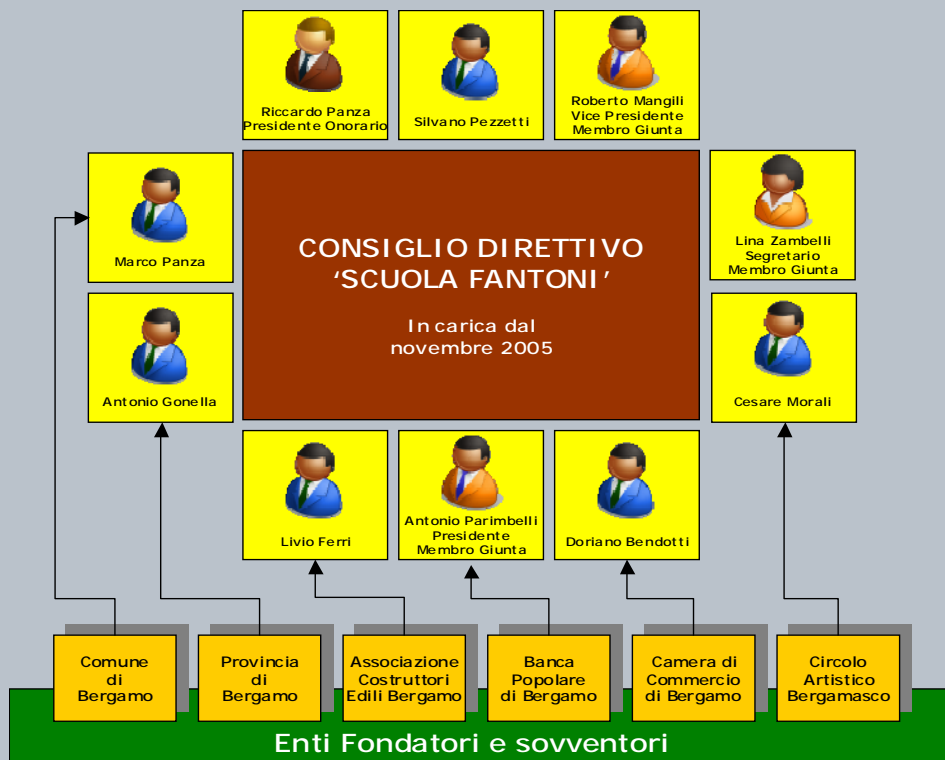 Riccardo Panza
Presidente Onorario
Silvano Pezzetti
Roberto Mangili
Vice Presidente
Membro Giunta
Marco Panza
CONSIGLIO DIRETTIVO
‘SCUOLA FANTONI’
In carica dal
novembre 2005
Lina Zambelli
Segretario
Membro Giunta
Antonio Gonella
Cesare Morali
Livio Ferri
Antonio Parimbelli
Presidente
Membro Giunta
Doriano Bendotti
Comune
di
Bergamo
Provincia
di
Bergamo
Associazione
Costruttori
Edili Bergamo
Banca
Popolare
di Bergamo
Camera di
Commercio
di Bergamo
Circolo
Artistico
Bergamasco
Enti Fondatori e sovventori